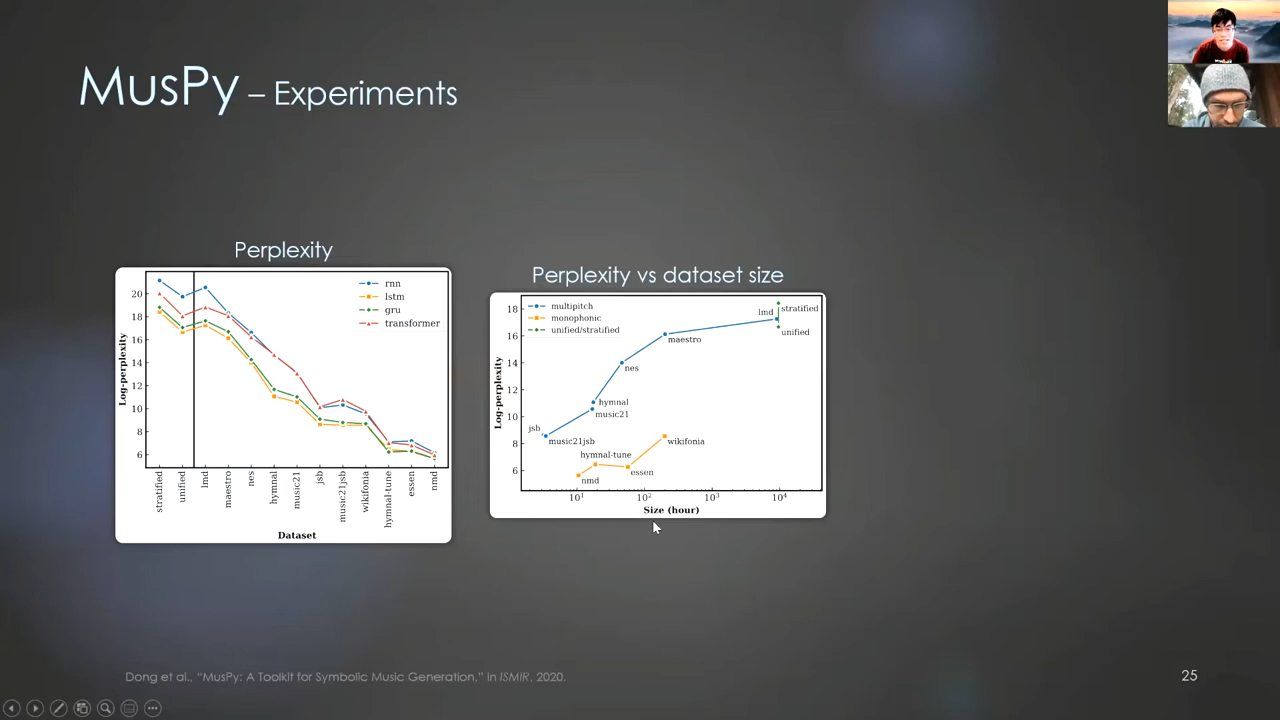 MusPy – Experiments
Perplexity
20
18
16
14
12
10
8
6
Log-perplexity
rnn
lstm
gru
transformer
stratified
unified
lmd
maestro
nes
hymnal
music21
jsb
music21jsb
wikifonia
hymnal-tune
essen
nmd
Dataset
Perplexity vs dataset size
18
16
14
12
10
8
6
Log-perplexity
multipitch
monophonic
unified/stratified
lmd
stratified
unified
maestro
nes
hymnal
music21
jsb
music21jsb
wikifonia
hymnal-tune
essen
nmd
10¹
10²
10³
10⁴
Size (hour)
Dong et al., “MusPy: A Toolkit for Symbolic Music Generation,” in ISMIR, 2020.
25